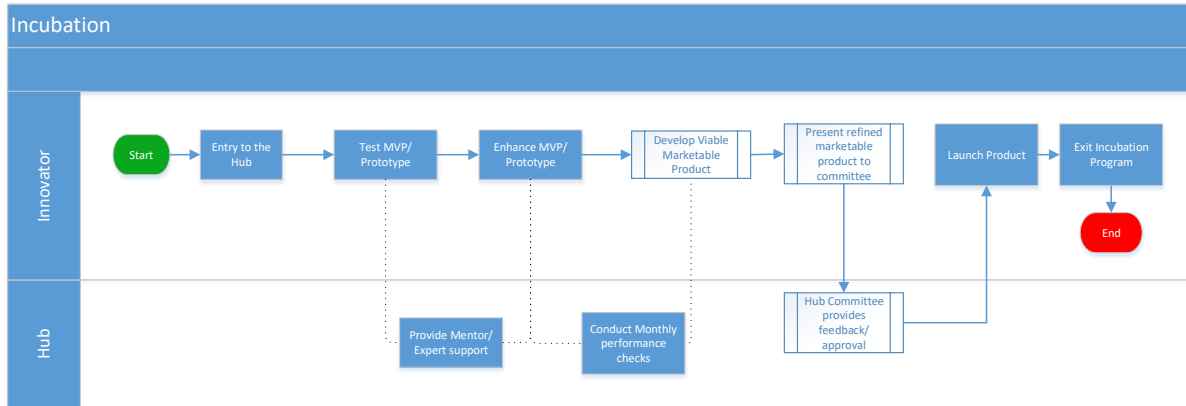 Incubation
Innovator
Start
Entry to the
Hub
Test MVP/
Prototype
Enhance MVP/
Prototype
Develop Viable
Marketable
Product
Present refined
marketable
product to
committee
Launch Product
Exit Incubation
Program
End
Hub
Provide Mentor/
Expert support
Conduct Monthly
performance
checks
Hub Committee
provides
feedback/
approval